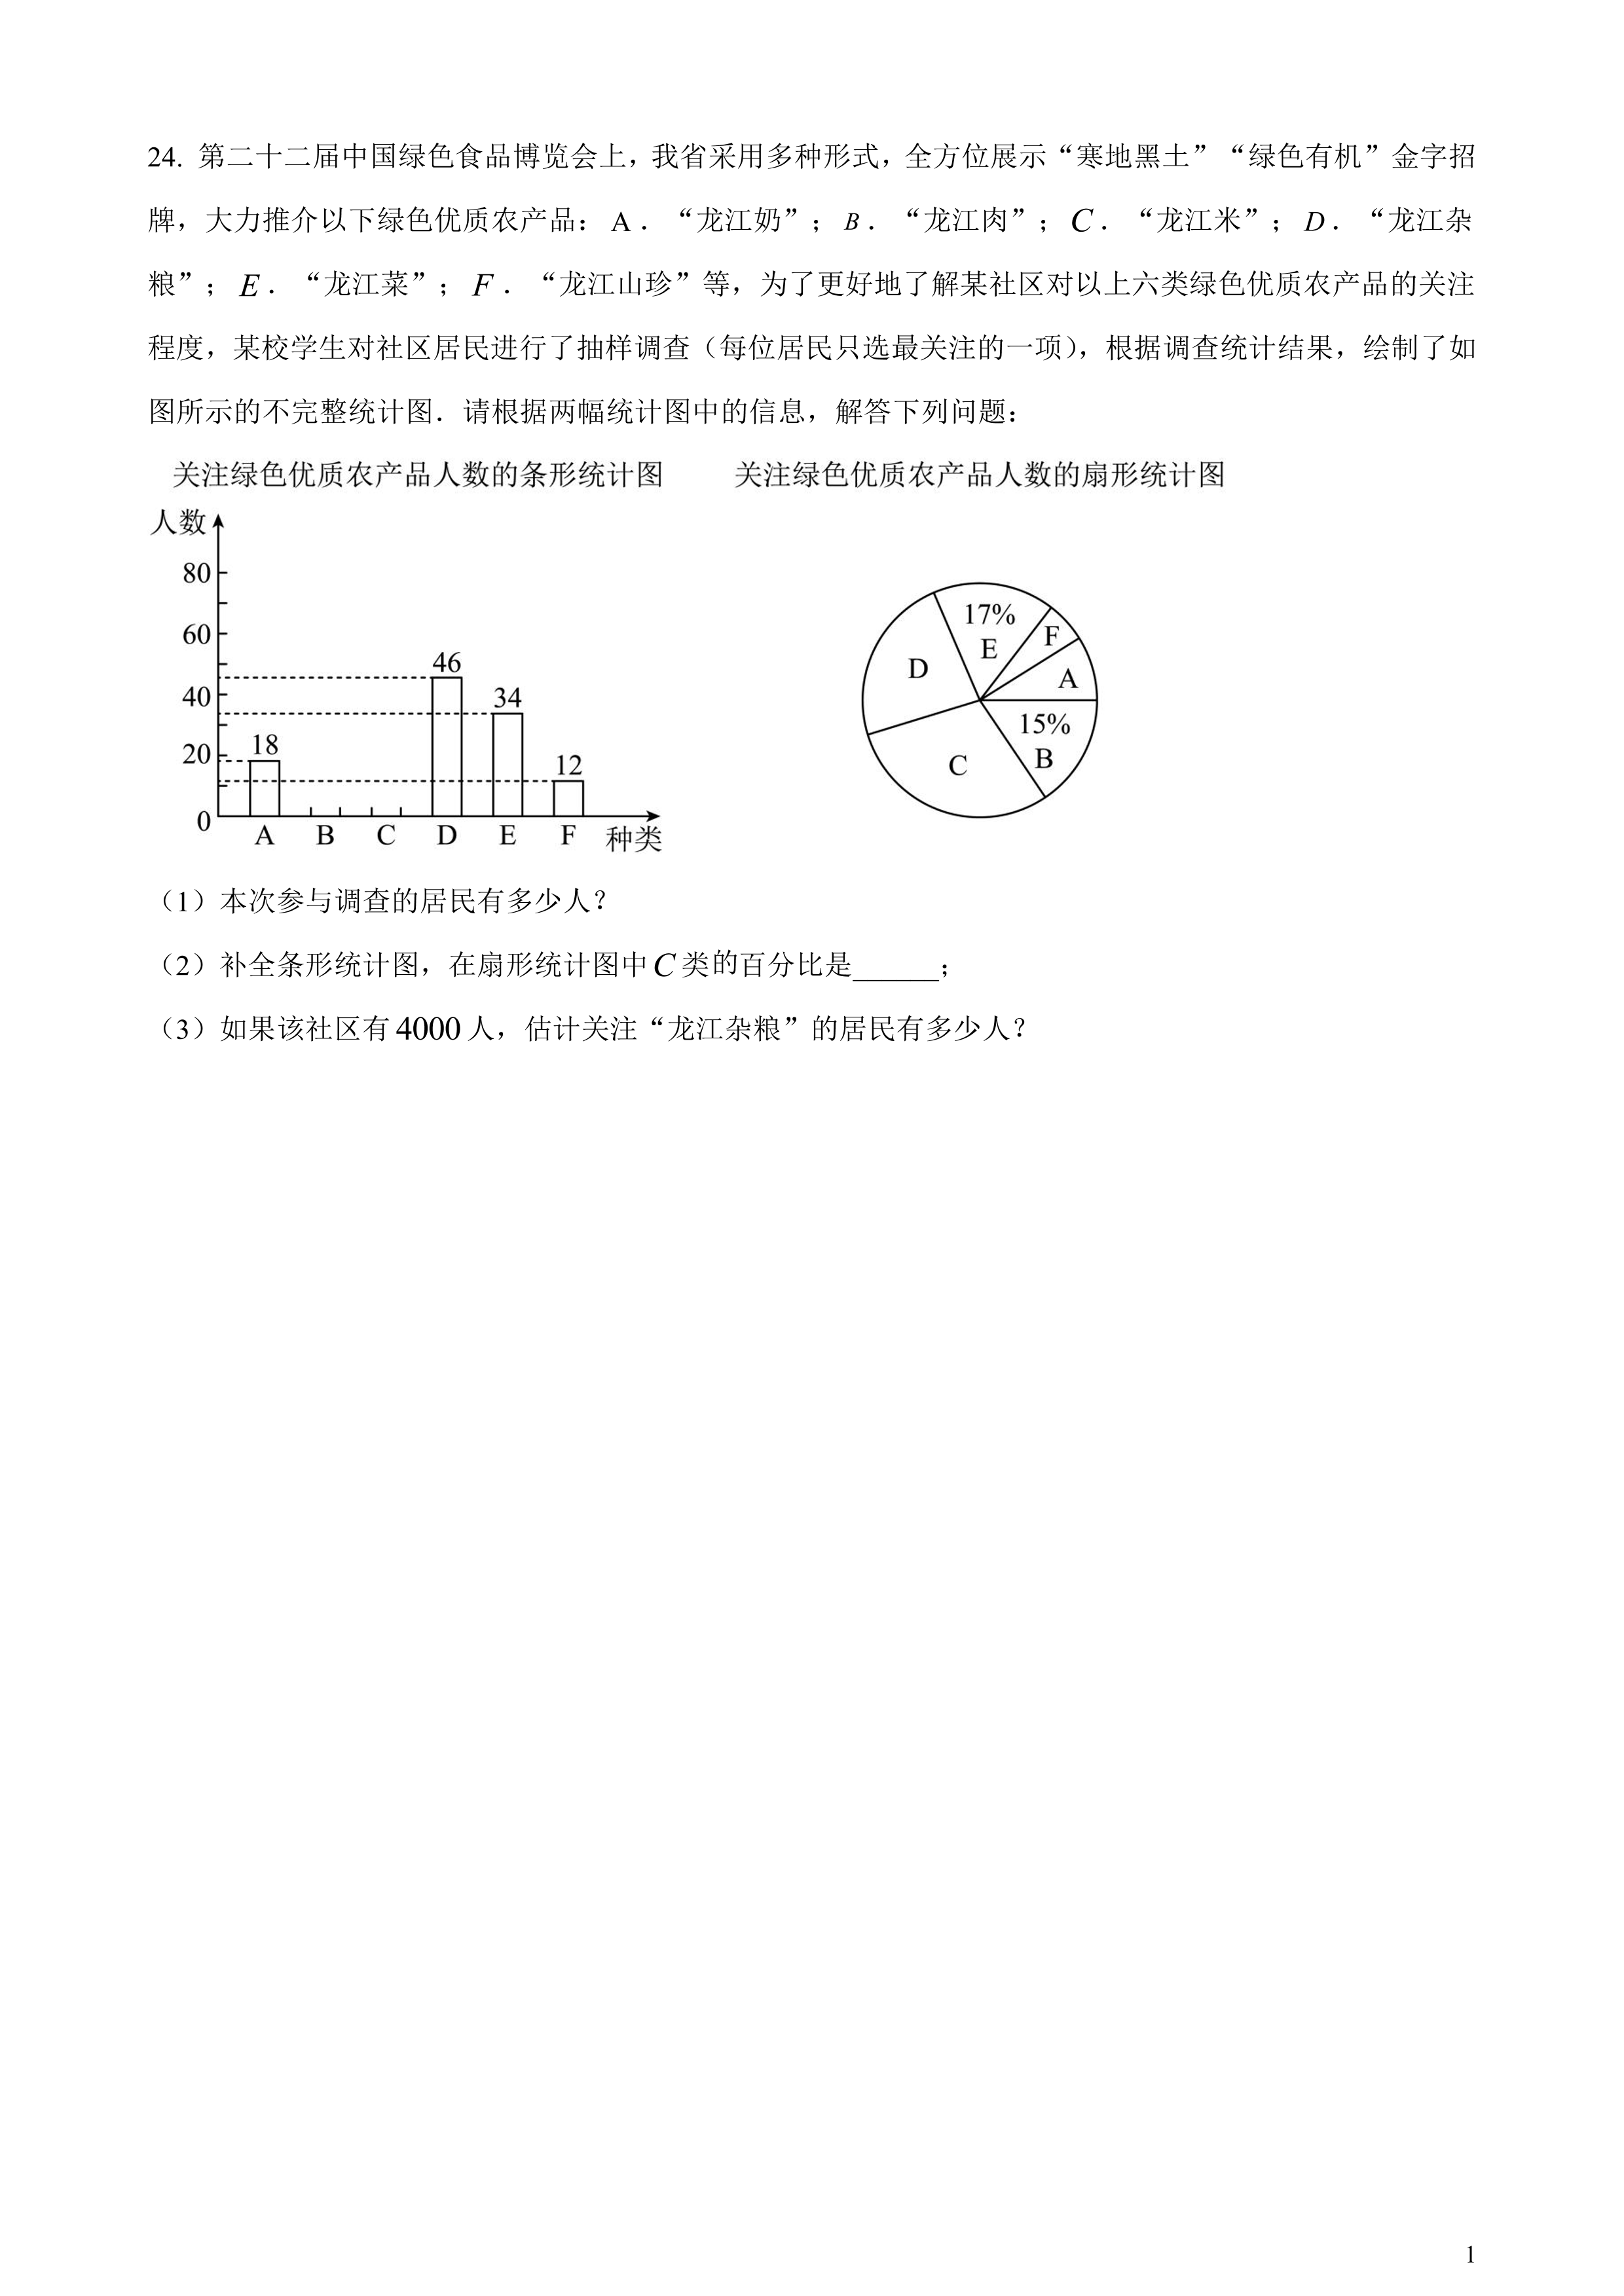 24. 第二十二届中国绿色食品博览会上，我省采用多种形式，全方位展示“寒地黑土”“绿色有机”金字招
牌，大力推介以下绿色优质农产品：A．“龙江奶”；B．“龙江肉”；C．“龙江米”；D．“龙江杂
粮”；E．“龙江菜”；F．“龙江山珍”等，为了更好地了解某社区对以上六类绿色优质农产品的关注
程度，某校学生对社区居民进行了抽样调查（每位居民只选最关注的一项），根据调查统计结果，绘制了如
图所示的不完整统计图．请根据两幅统计图中的信息，解答下列问题：
关注绿色优质农产品人数的条形统计图
人数
80
60
40
20
0
18
46
34
12
A B C D E F 种类
关注绿色优质农产品人数的扇形统计图
17%
E
F
D
A
15%
B
C
（1）本次参与调查的居民有多少人？
（2）补全条形统计图，在扇形统计图中C类的百分比是______；
（3）如果该社区有4000人，估计关注“龙江杂粮”的居民有多少人？
1